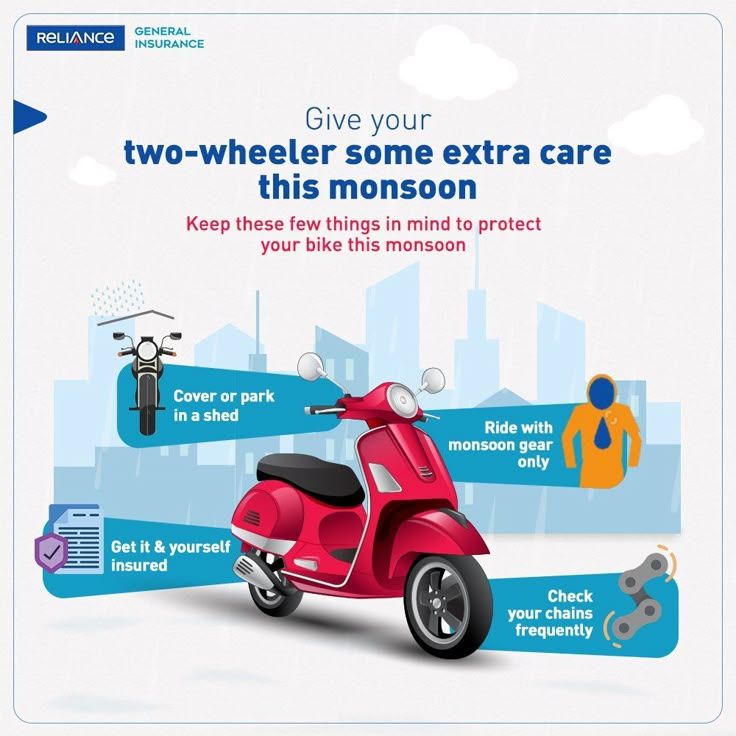 RELIANCE
GENERAL
INSURANCE
Give your
two-wheeler some extra care
this monsoon
Keep these few things in mind to protect
your bike this monsoon
Cover or park
in a shed
Ride with
monsoon gear
only
Get it & yourself
insured
Check
your chains
frequently